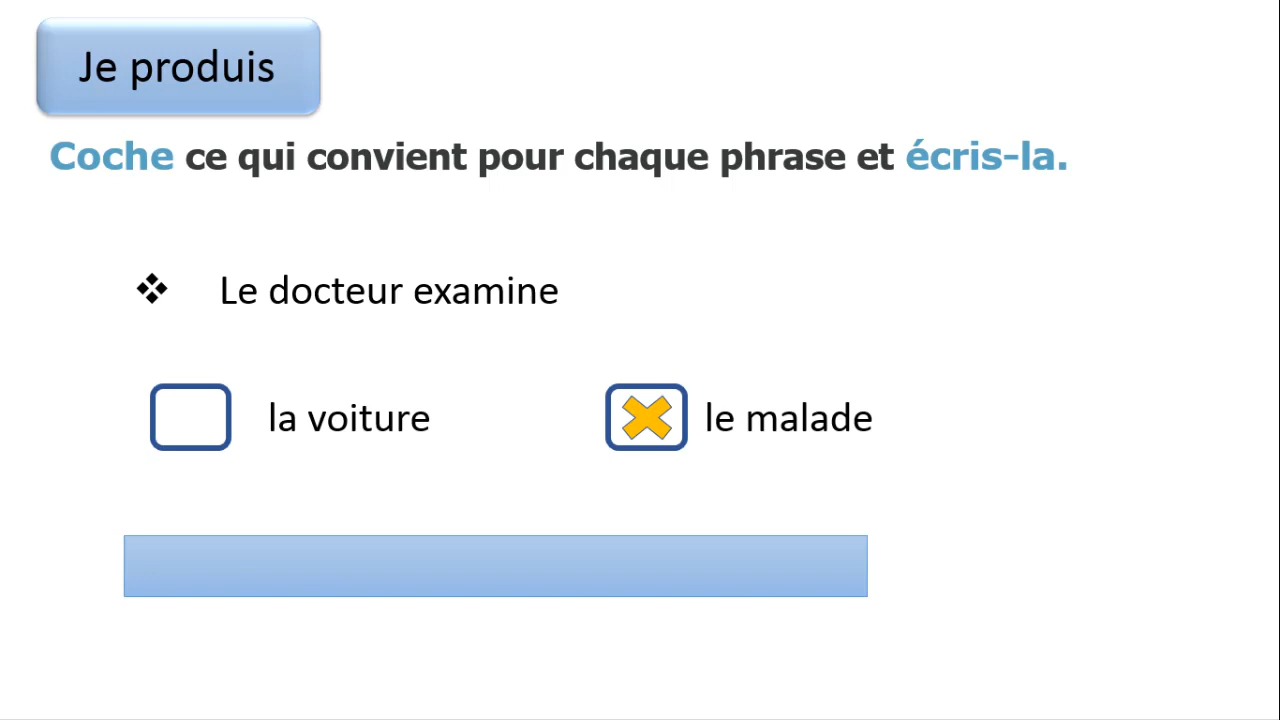 Je produis
Coche ce qui convient pour chaque phrase et écris-la.
❖ Le docteur examine
la voiture le malade